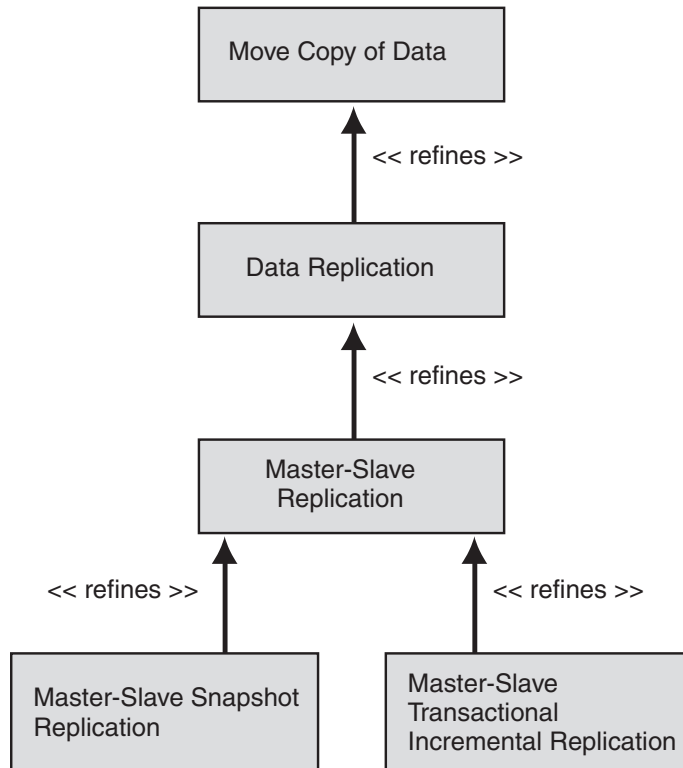 Move Copy of Data
<< refines >>
Data Replication
<< refines >>
Master-Slave
Replication
<< refines >>
<< refines >>
Master-Slave Snapshot
Replication
Master-Slave
Transactional
Incremental Replication